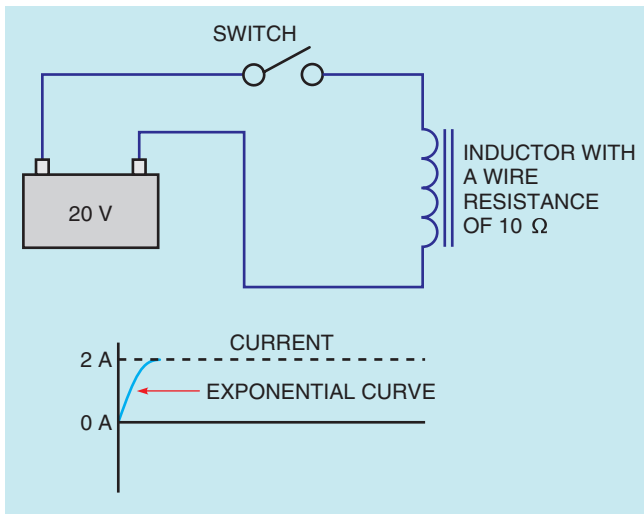 SWITCH
20 V
INDUCTOR WITH
A WIRE
RESISTANCE
OF 10 Ω
CURRENT
2 A
EXPONENTIAL CURVE
0 A